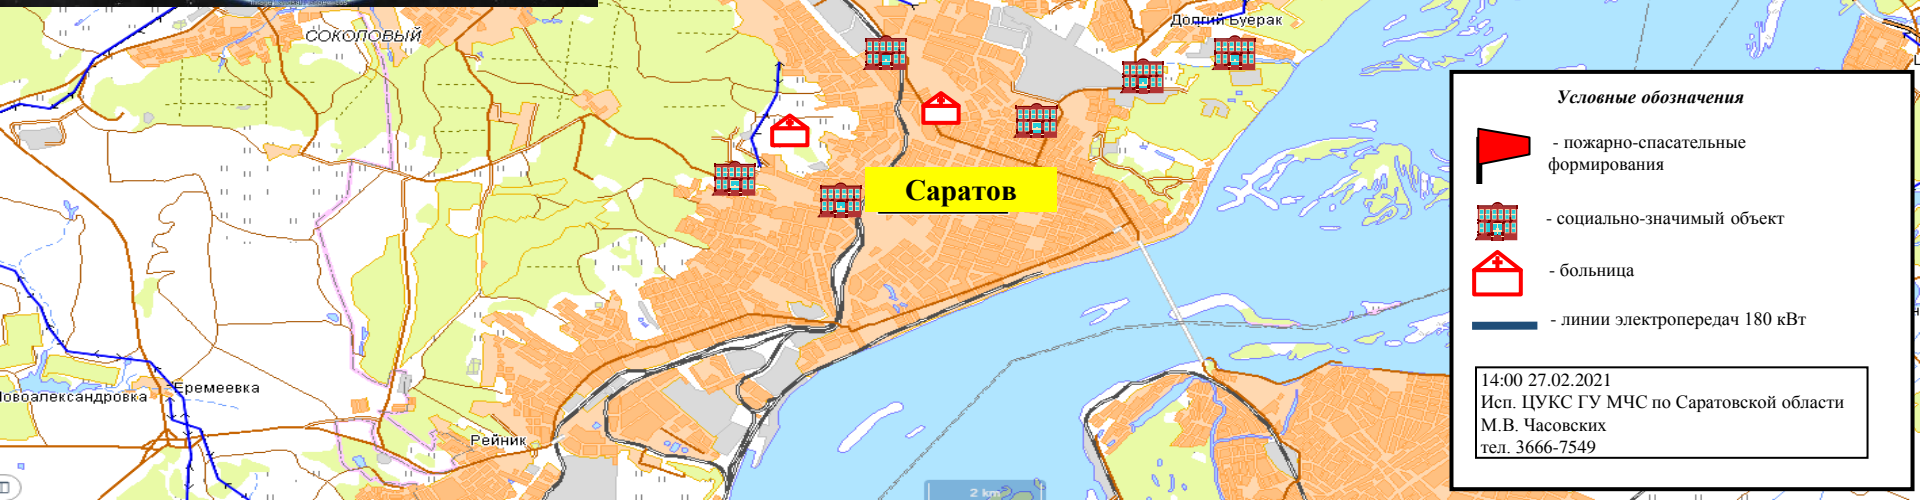 СОКОЛОВЫЙ
Долгий Буерак
Саратов
Еремеевка
Новоалександровка
Рейник
2 km
Условные обозначения
- пожарно-спасательные
формирования
- социально-значимый объект
- больница
- линии электропередач 180 кВт
14:00 27.02.2021
Исп. ЦУКС ГУ МЧС по Саратовской области
М.В. Часовских
тел. 3666-7549